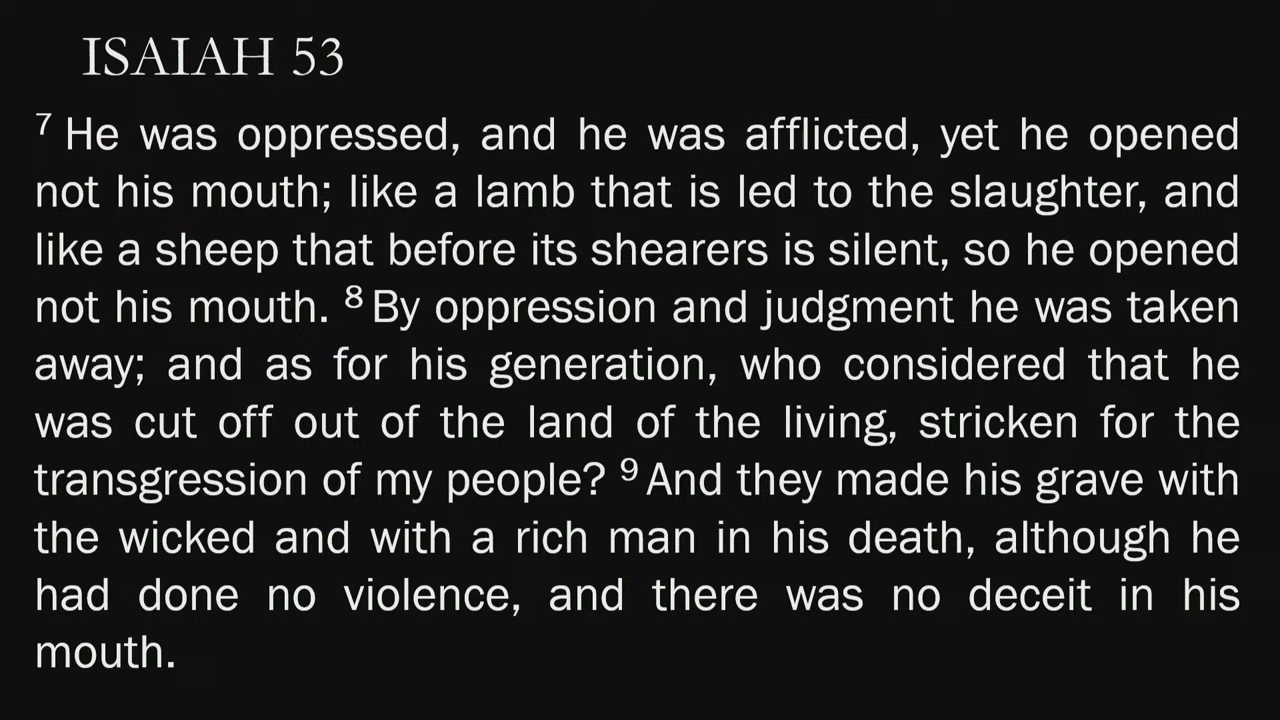 ISAIAH 53
7 He was oppressed, and he was afflicted, yet he opened
not his mouth; like a lamb that is led to the slaughter, and
like a sheep that before its shearers is silent, so he opened
not his mouth. 8 By oppression and judgment he was taken
away; and as for his generation, who considered that he
was cut off out of the land of the living, stricken for the
transgression of my people? 9 And they made his grave with
the wicked and with a rich man in his death, although he
had done no violence, and there was no deceit in his
mouth.